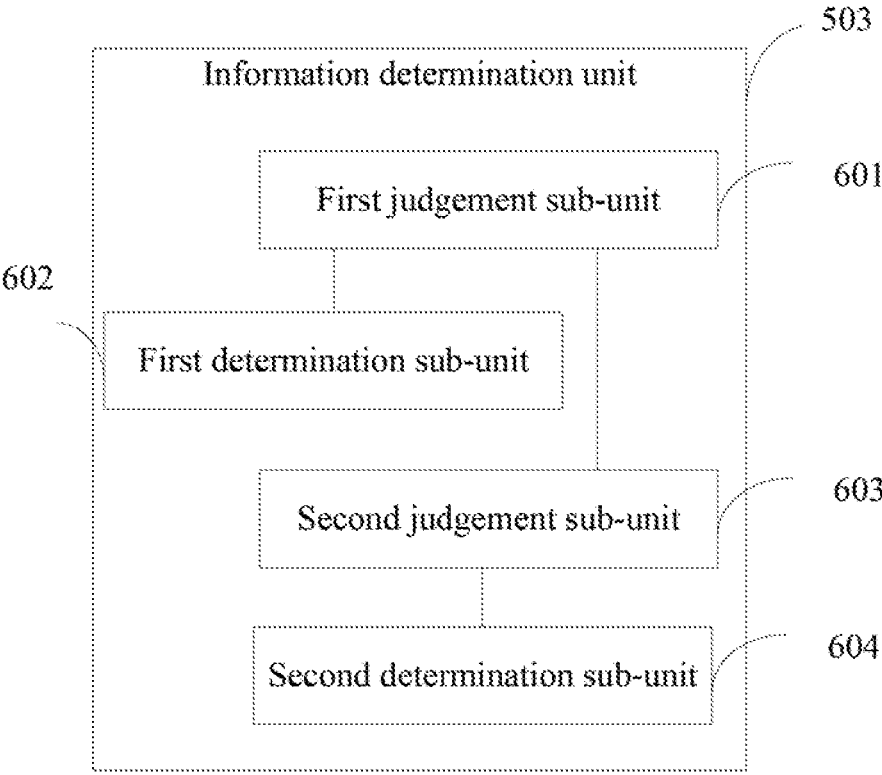 503
Information determination unit
601
First judgement sub-unit
602
First determination sub-unit
603
Second judgement sub-unit
604
Second determination sub-unit